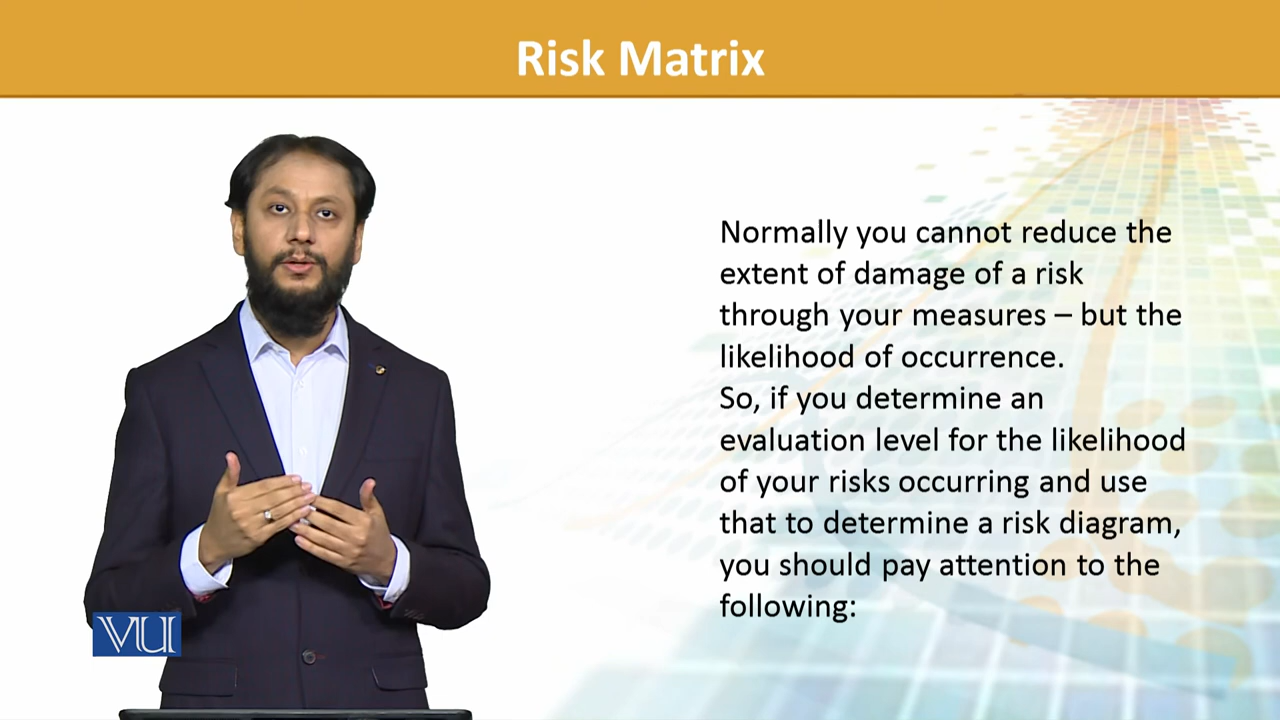 Risk Matrix
Normally you cannot reduce the
extent of damage of a risk
through your measures – but the
likelihood of occurrence.
So, if you determine an
evaluation level for the likelihood
of your risks occurring and use
that to determine a risk diagram,
you should pay attention to the
following:
VU